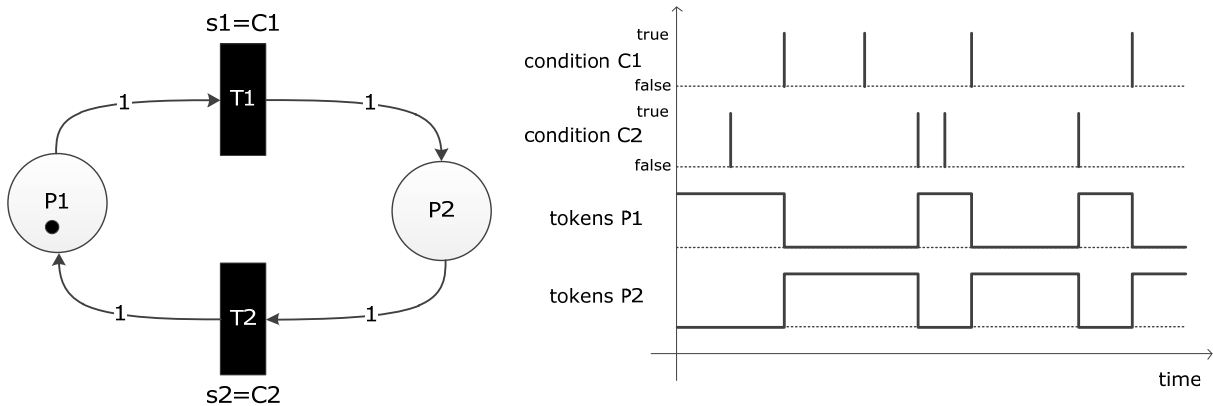 s1=C1
T1
1
1
P1
P2
1
1
T2
s2=C2
true
condition C1
false
true
condition C2
false
tokens P1
tokens P2
time